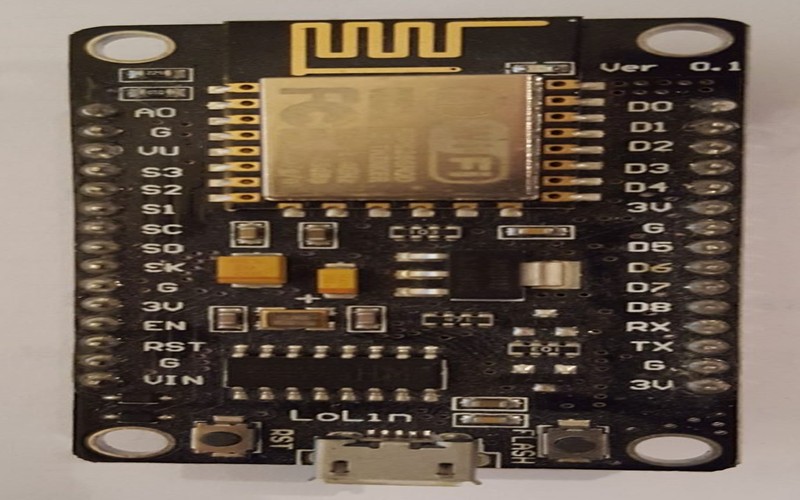 Ver 0.1
A0
G
VU
S3
S2
S1
SC
S0
SK
G
3V
EN
RST
G
VIN
D0
D1
D2
D3
D4
3V
G
D5
D6
D7
D8
RX
TX
G
3V
WiFi
LoLin
RST
FLASH